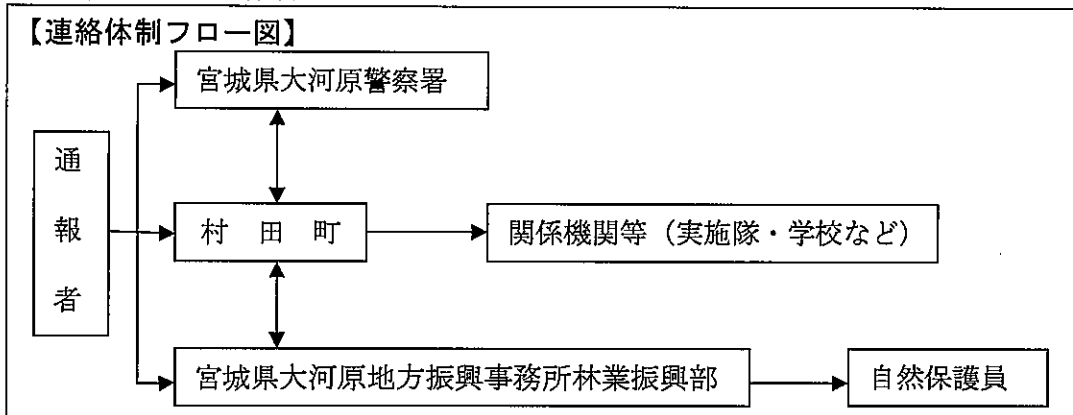 【連絡体制フロー図】
宮城県大河原警察署
通報者
村田町
関係機関等（実施隊・学校など）
宮城県大河原地方振興事務所林業振興部
自然保護員